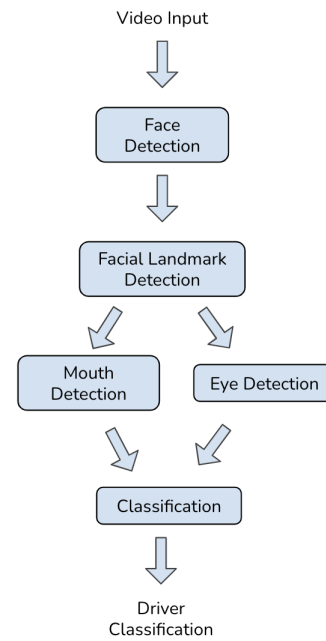 Video Input
Face
Detection
Facial Landmark
Detection
Mouth
Detection
Eye Detection
Classification
Driver
Classification